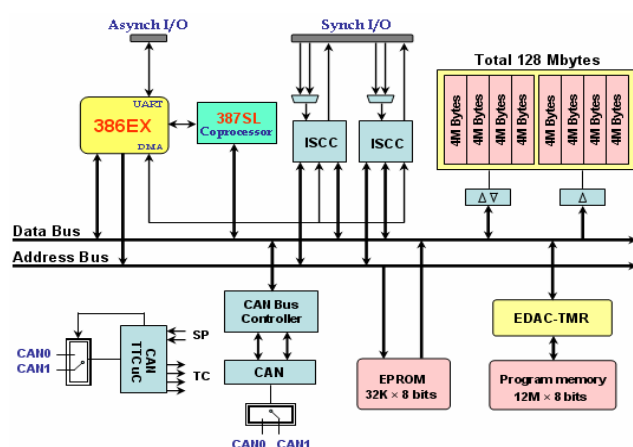 Asynch I/O
Synch I/O
Total 128 Mbytes
UART
386EX
DMA
387SL
Coprocessor
ISCC
ISCC
4M Bytes
4M Bytes
4M Bytes
4M Bytes
4M Bytes
4M Bytes
4M Bytes
4M Bytes
Δ ∇
Δ
Data Bus
Address Bus
CAN Bus
Controller
CAN
CAN0 CAN1
CAN0
CAN1
CAN
TTC uC
SP
TC
EPROM
32K × 8 bits
EDAC-TMR
Program memory
12M × 8 bits